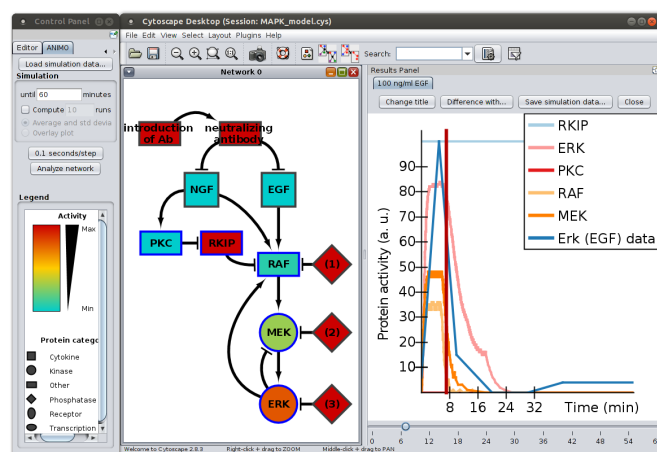 Control Panel
Cytoscape Desktop (Session: MAPK_model.cys)
File Edit View Select Layout Plugins Help
Editor
ANIMO
Load simulation data...
Simulation
until 60 minutes
Compute 10 runs
Average and std devia
Overlay plot
0.1 seconds/step
Analyze network
Legend
Activity
Max
Min
Protein catego
Cytokine
Kinase
Other
Phosphatase
Receptor
Transcription
Search:
Network 0
introduction
of Ab
neutralizing
antibody
NGF
EGF
PKC
RKiP
RAF
(1)
MEK
(2)
ERK
(3)
Welcome to Cytoscape 2.8.3
Right-click + drag to ZOOM
Middle-click + drag to PAN
Results Panel
100 ng/ml EGF
Change title
Difference with...
Save simulation data...
Close
RKIP
ERK
PKC
RAF
MEK
Erk (EGF) data
Protein activity (a. u.)
90
80
70
60
50
40
30
20
10
8 16 24 32
Time (min)
0 6 12 18 24 30 36 42 48 54